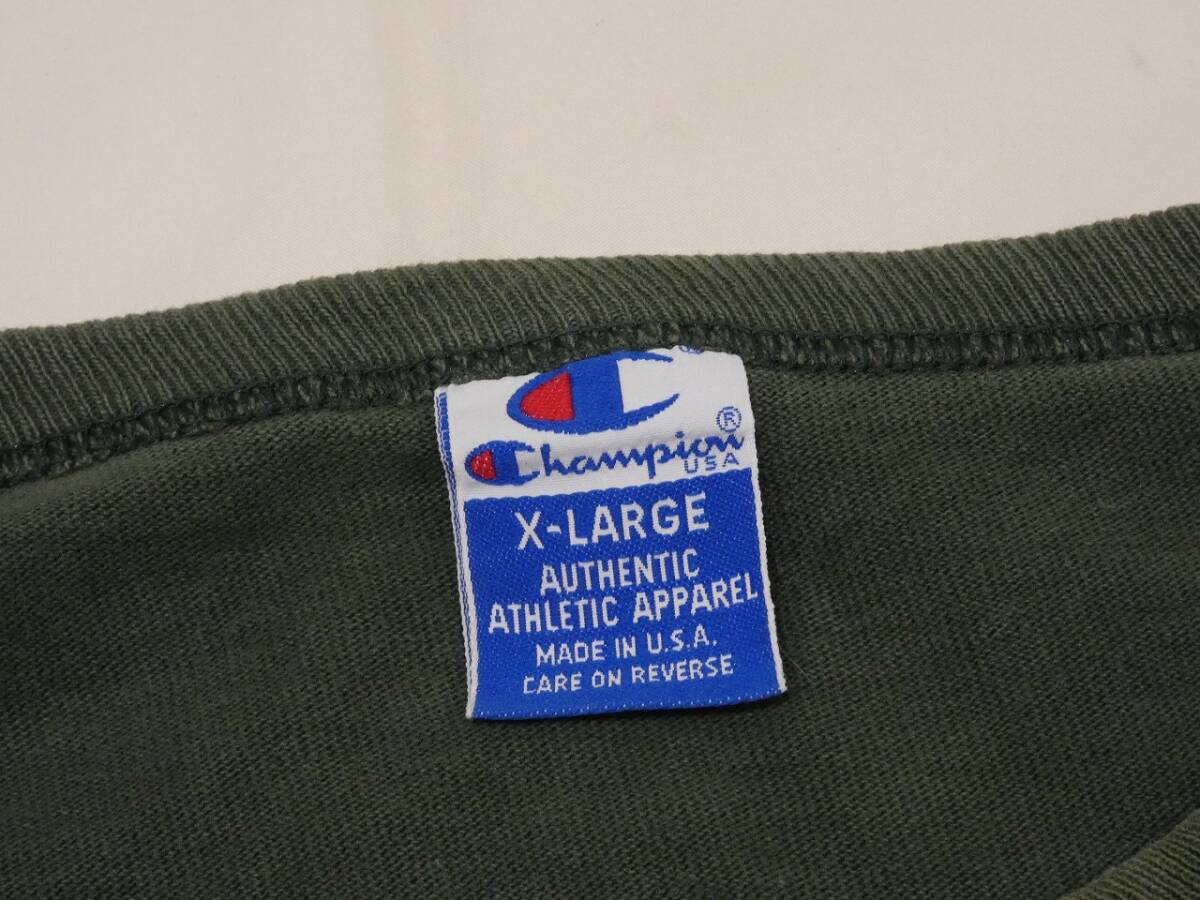 Champion®
USA
X-LARGE
AUTHENTIC
ATHLETIC APPAREL
MADE IN U.S.A.
CARE ON REVERSE